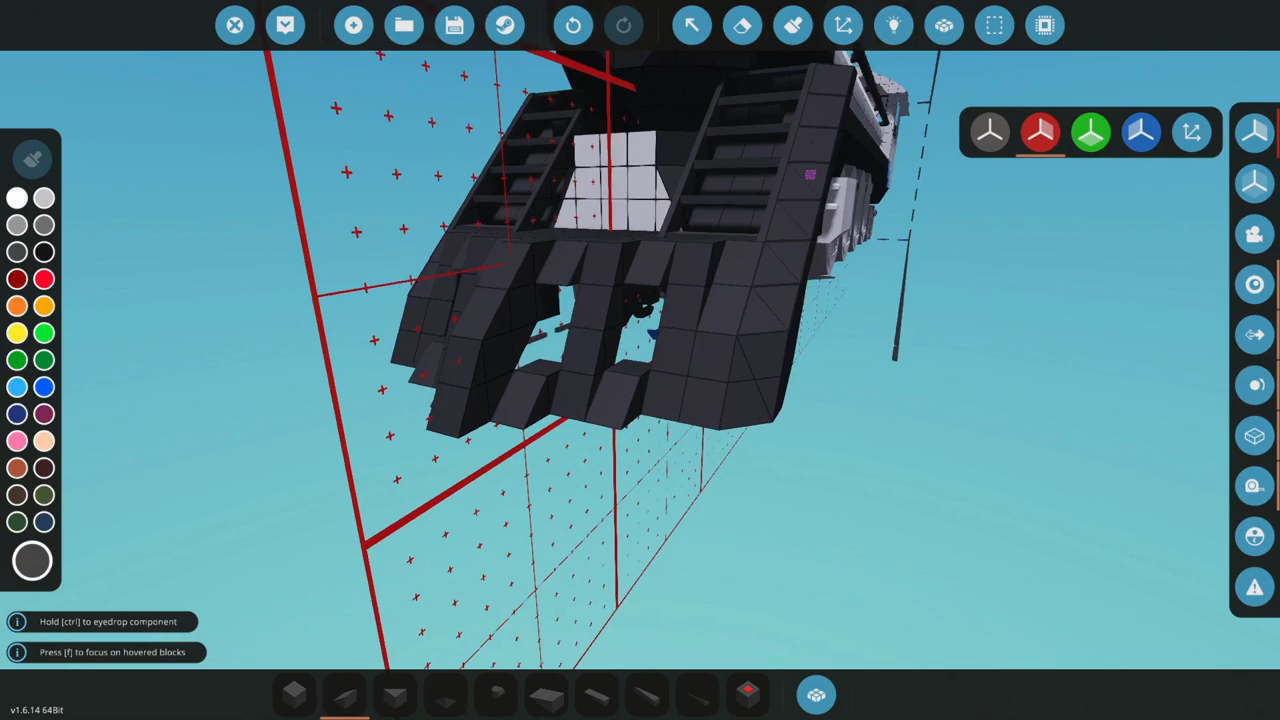 Hold [ctrl] to eyedrop component
Press [f] to focus on hovered blocks
v1.6.14 64Bit